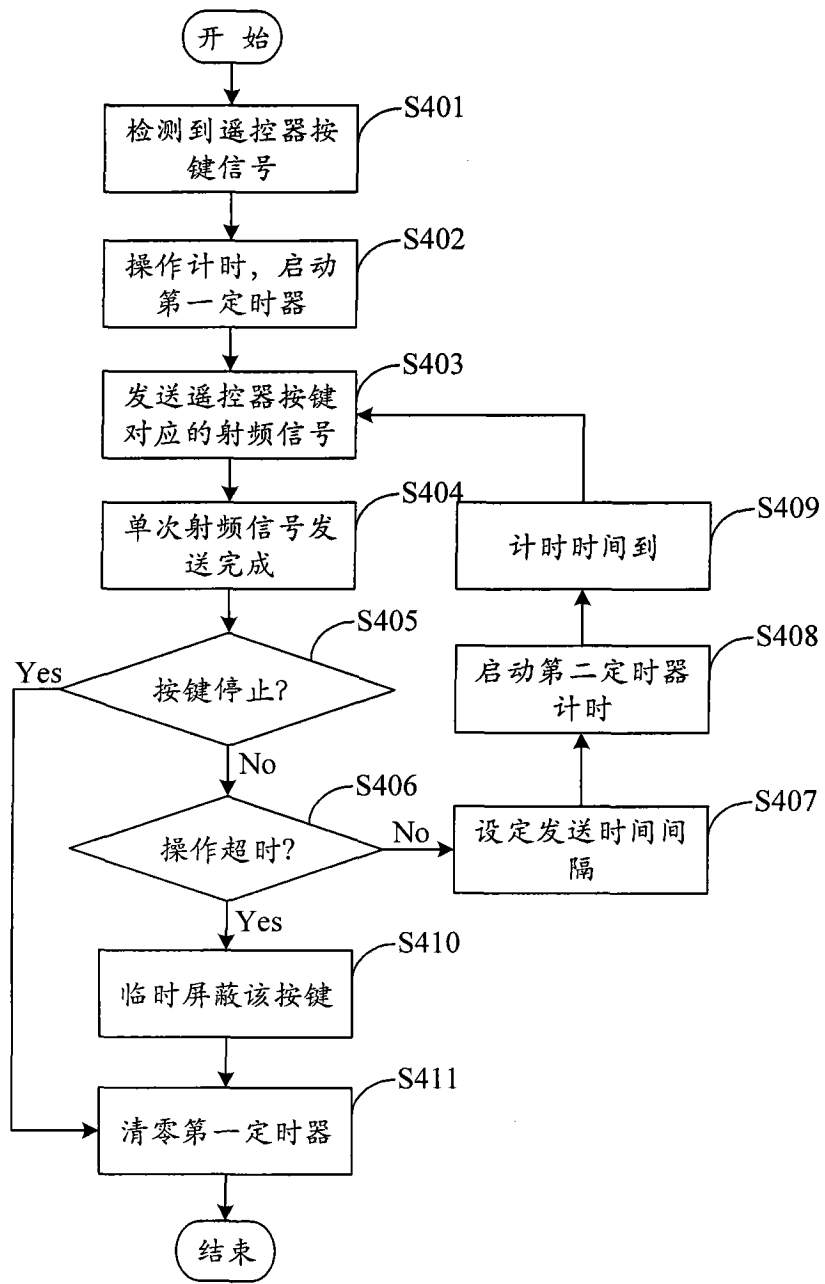 开 始
S401
检测到遥控器按
键信号
S402
操作计时，启动
第一定时器
S403
发送遥控器按键
对应的射频信号
S404
单次射频信号发
送完成
S409
计时时间到
S405
Yes
按键停止?
No
S408
启动第二定时器
计时
S406
操作超时?
No
S407
设定发送时间间
隔
Yes
S410
临时屏蔽该按键
S411
清零第一定时器
结束